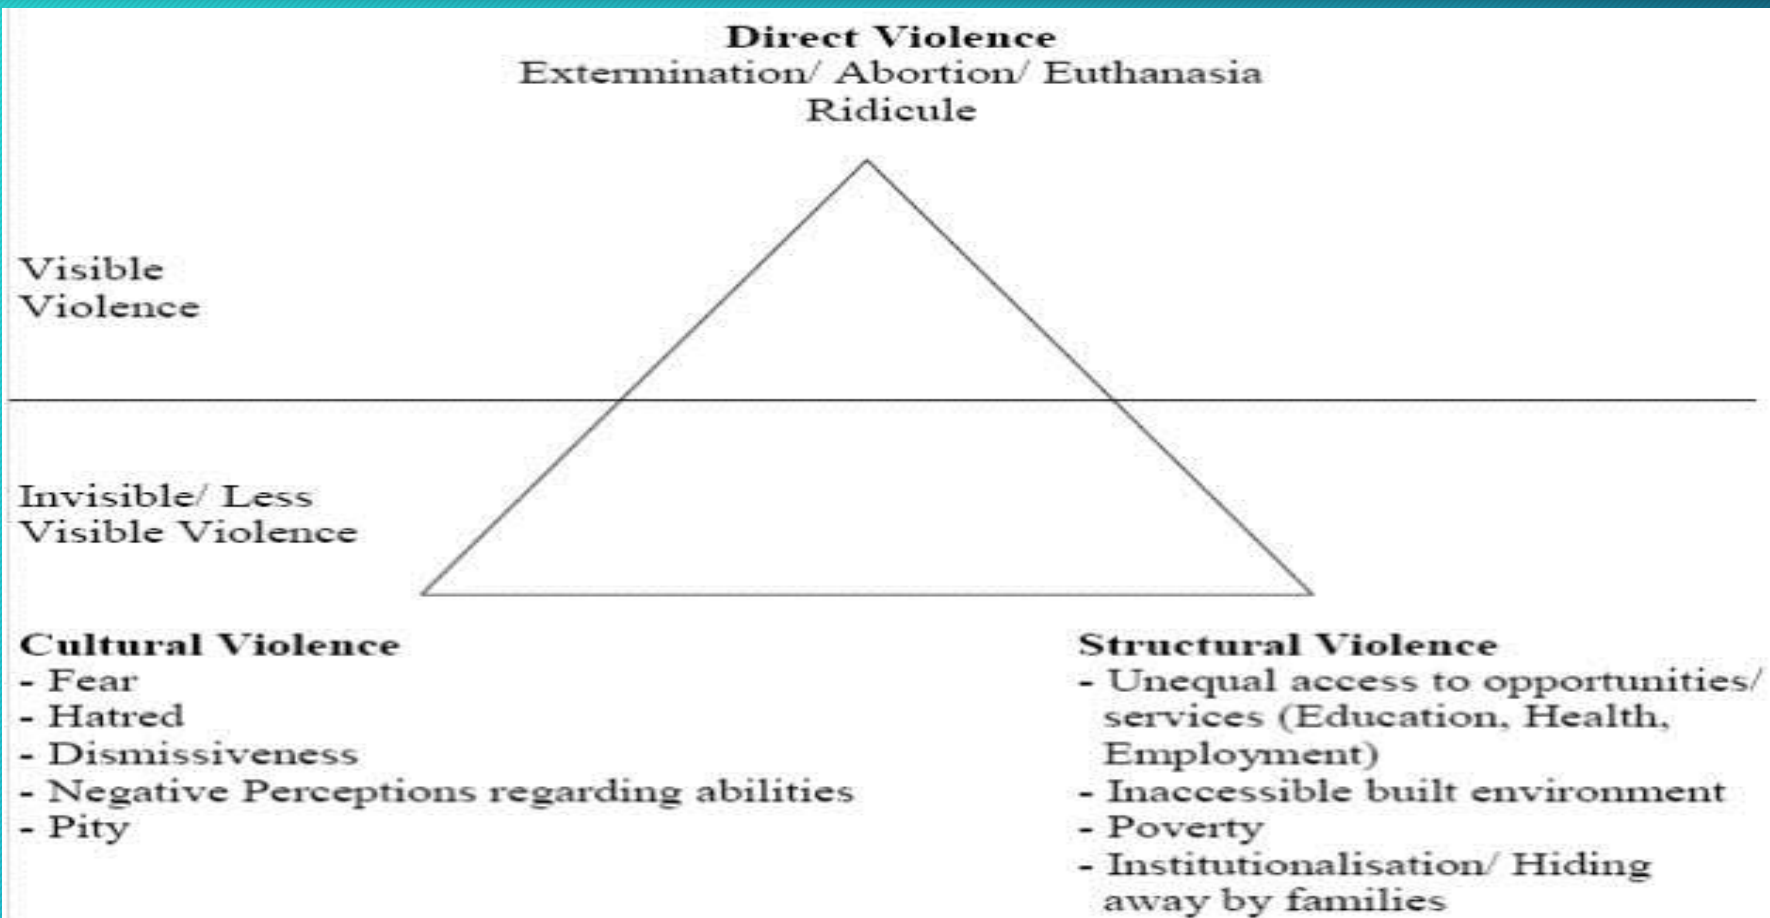 Direct Violence
Extermination/ Abortion/ Euthanasia
Ridicule
Visible
Violence
Invisible/ Less
Visible Violence
Cultural Violence
- Fear
- Hatred
- Dismissiveness
- Negative Perceptions regarding abilities
- Pity
Structural Violence
- Unequal access to opportunities/
services (Education, Health,
Employment)
- Inaccessible built environment
- Poverty
- Institutionalisation/ Hiding
away by families